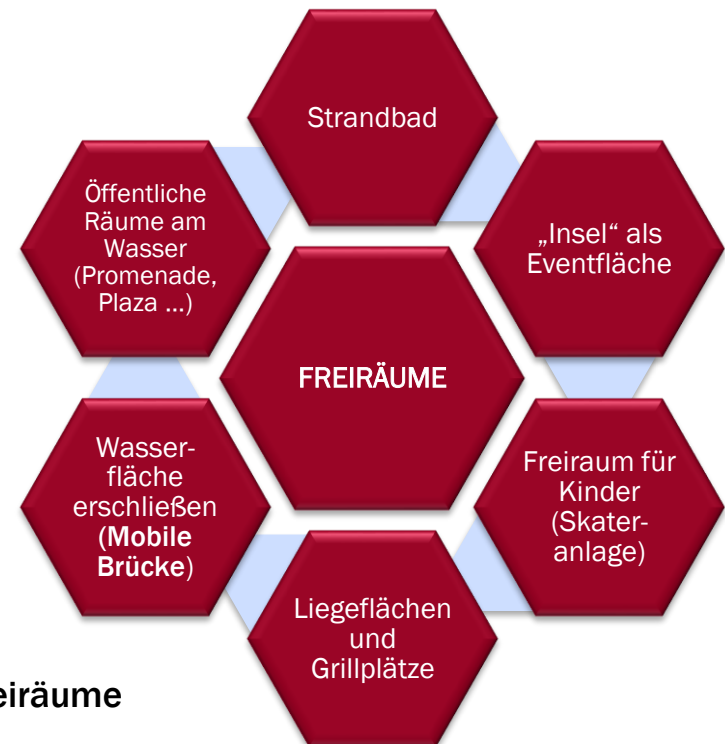 Strandbad
Öffentliche
Räume am
Wasser
(Promenade,
Plaza ...)
„Insel“ als
Eventfläche
FREIRÄUME
Wasser-
fläche
erschließen
(Mobile
Brücke)
Freiraum für
Kinder
(Skater-
anlage)
Liegeflächen
und
Grillplätze
eiräume